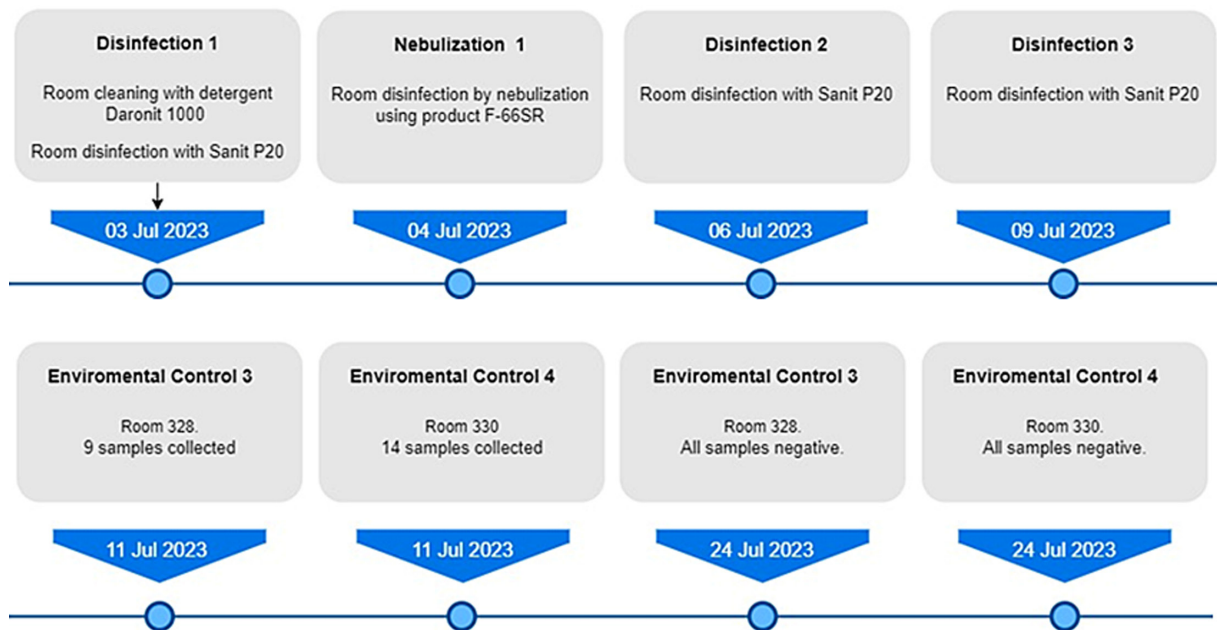 Disinfection 1
Room cleaning with detergent
Daronit 1000
Room disinfection with Sanit P20
03 Jul 2023
Nebulization 1
Room disinfection by nebulization
using product F-66SR
04 Jul 2023
Disinfection 2
Room disinfection with Sanit P20
06 Jul 2023
Disinfection 3
Room disinfection with Sanit P20
09 Jul 2023
Enviromental Control 3
Room 328.
9 samples collected
11 Jul 2023
Enviromental Control 4
Room 330
14 samples collected
11 Jul 2023
Enviromental Control 3
Room 328.
All samples negative.
24 Jul 2023
Enviromental Control 4
Room 330.
All samples negative.
24 Jul 2023